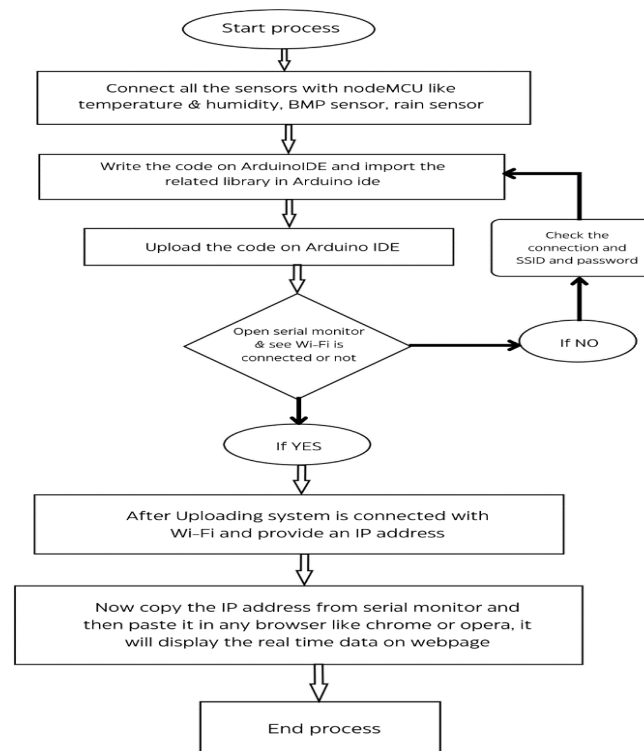 Start process
Connect all the sensors with nodeMCU like
temperature & humidity, BMP sensor, rain sensor
Write the code on ArduinoIDE and import the
related library in Arduino ide
Check the
connection and
SSID and password
Upload the code on Arduino IDE
Open serial monitor
& see Wi-Fi is
connected or not
If NO
If YES
After Uploading system is connected with
Wi-Fi and provide an IP address
Now copy the IP address from serial monitor and
then paste it in any browser like chrome or opera, it
will display the real time data on webpage
End process